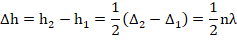 Δh = h₂ − h₁ = ½(Δ₂ − Δ₁) = ½nλ